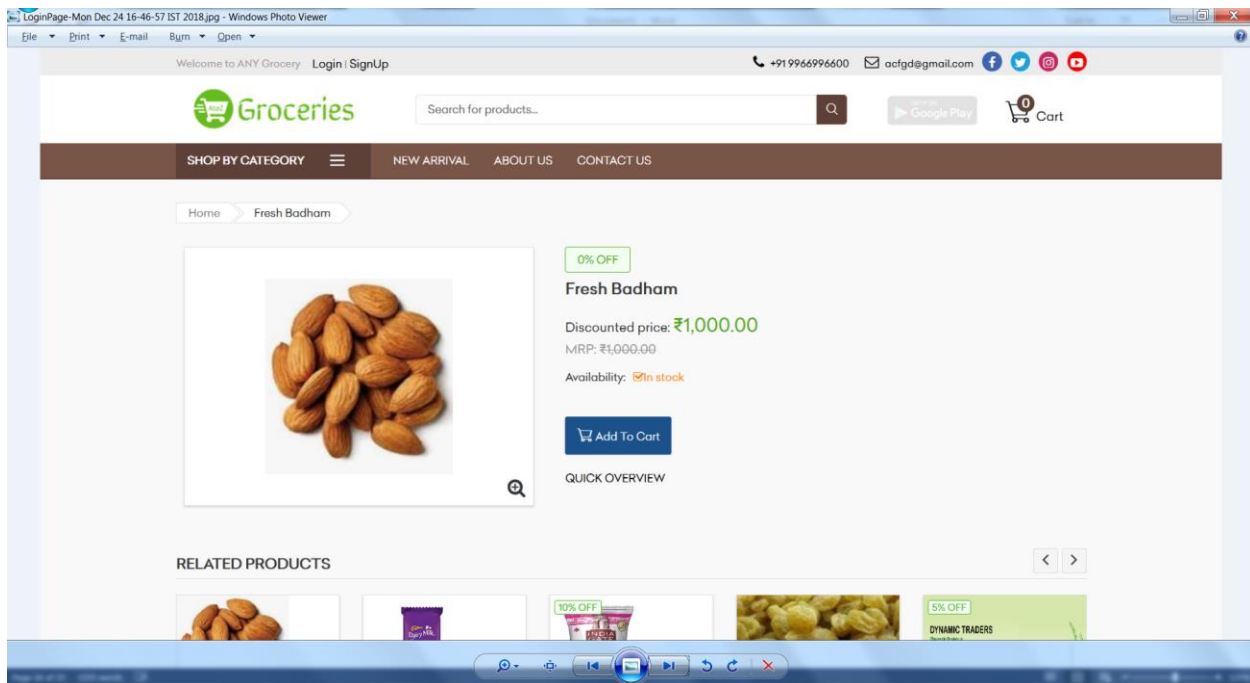 LoginPage-Mon Dec 24 16-46-57 IST 2018.jpg - Windows Photo Viewer
File Print E-mail Burn Open
Welcome to ANY Grocery Login | SignUp +91 9966996600 acfgd@gmail.com
Groceries Search for products... Google Play 0 Cart
SHOP BY CATEGORY NEW ARRIVAL ABOUT US CONTACT US
Home Fresh Badham
0% OFF
Fresh Badham
Discounted price: ₹1,000.00
MRP: ₹1,000.00
Availability: In stock
Add To Cart
QUICK OVERVIEW
RELATED PRODUCTS
10% OFF 5% OFF
Dairy Milk INDIA GATE DYNAMIC TRADERS